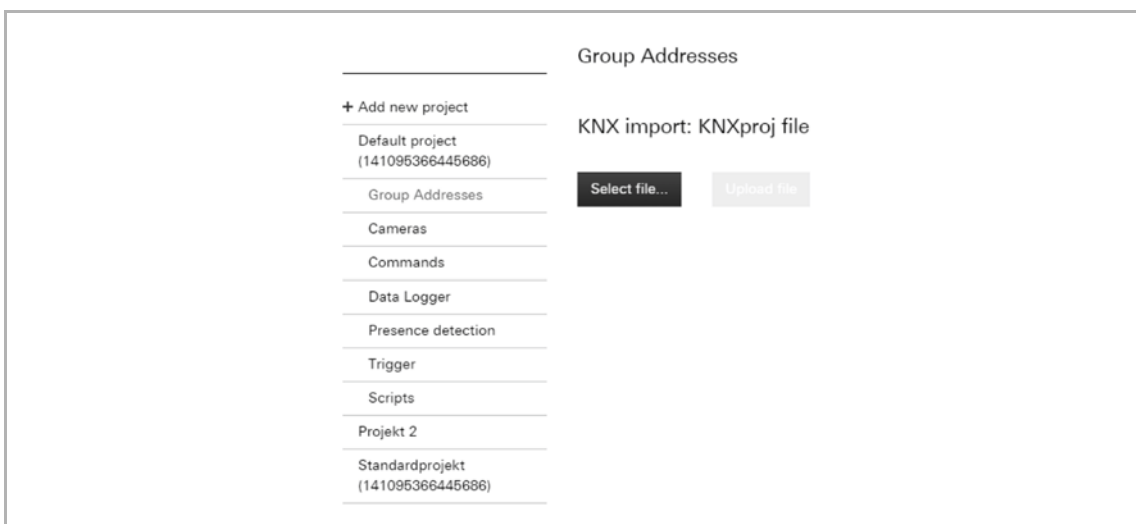 + Add new project
Default project
(141095366445686)
Group Addresses
Cameras
Commands
Data Logger
Presence detection
Trigger
Scripts
Projekt 2
Standardprojekt
(141095366445686)
Group Addresses
KNX import: KNXproj file
Select file...
Upload file